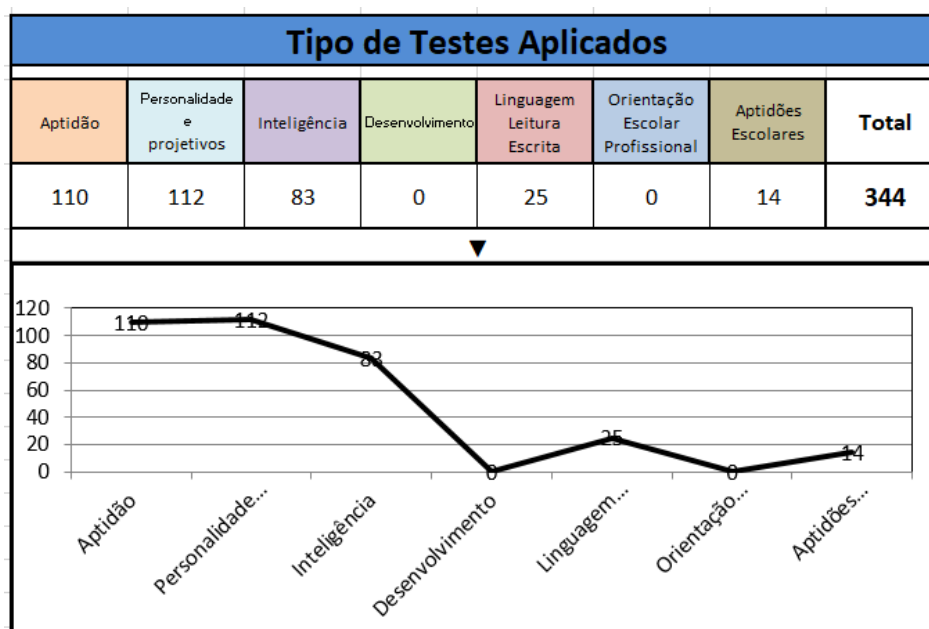 Tipo de Testes Aplicados
Aptidão
Personalidade
e
projetivos
Inteligência
Desenvolvimento
Linguagem
Leitura
Escrita
Orientação
Escolar
Profissional
Aptidões
Escolares
Total
110
112
83
0
25
0
14
344
▼
120
100
80
60
40
20
0
110
112
83
0
25
0
14
Aptidão
Personalidade...
Inteligência
Desenvolvimento
Linguagem...
Orientação...
Aptidões...